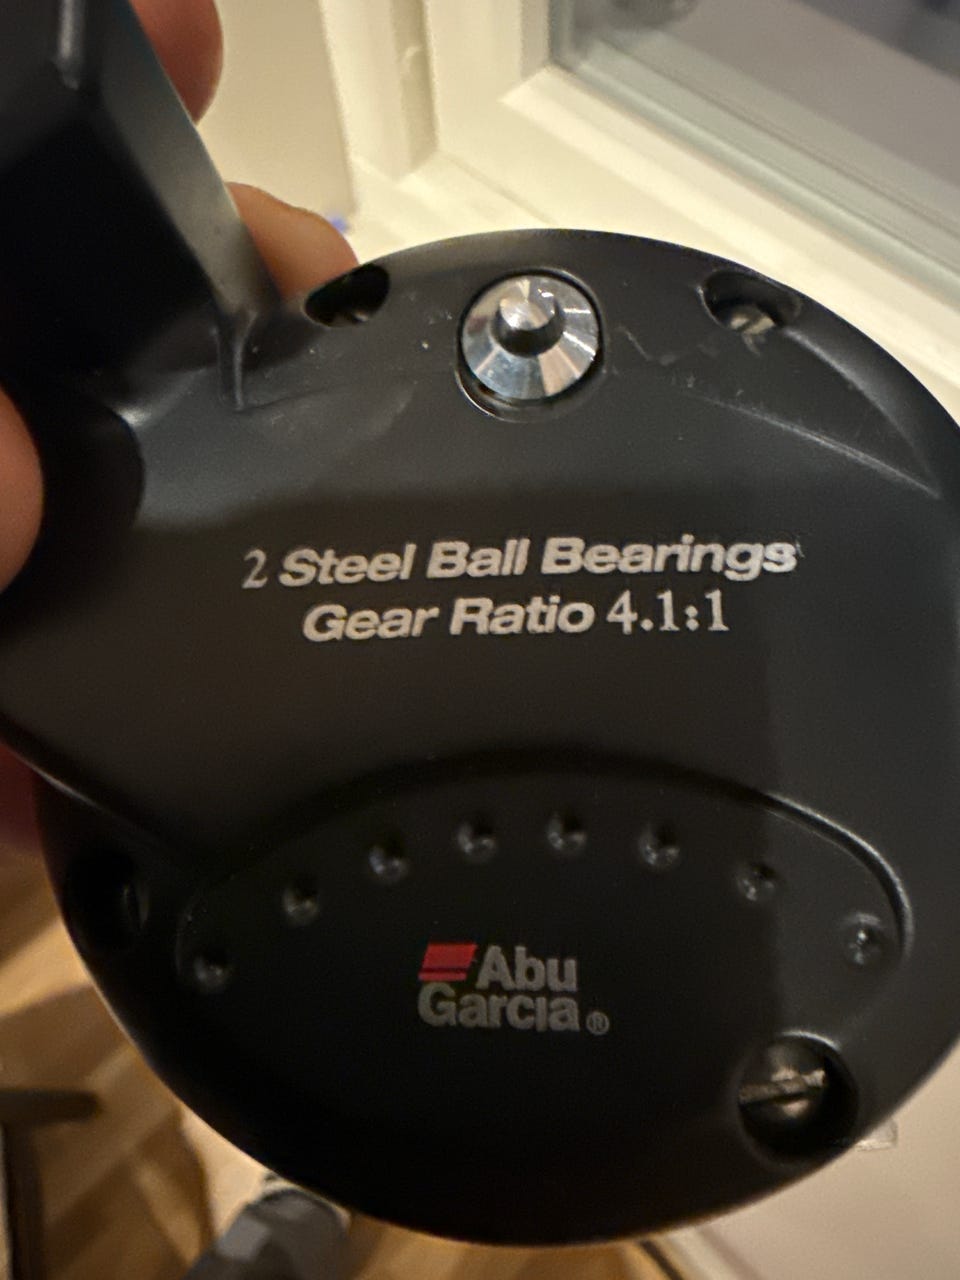 2 Steel Ball Bearings
Gear Ratio 4.1:1
Abu
Garcia®